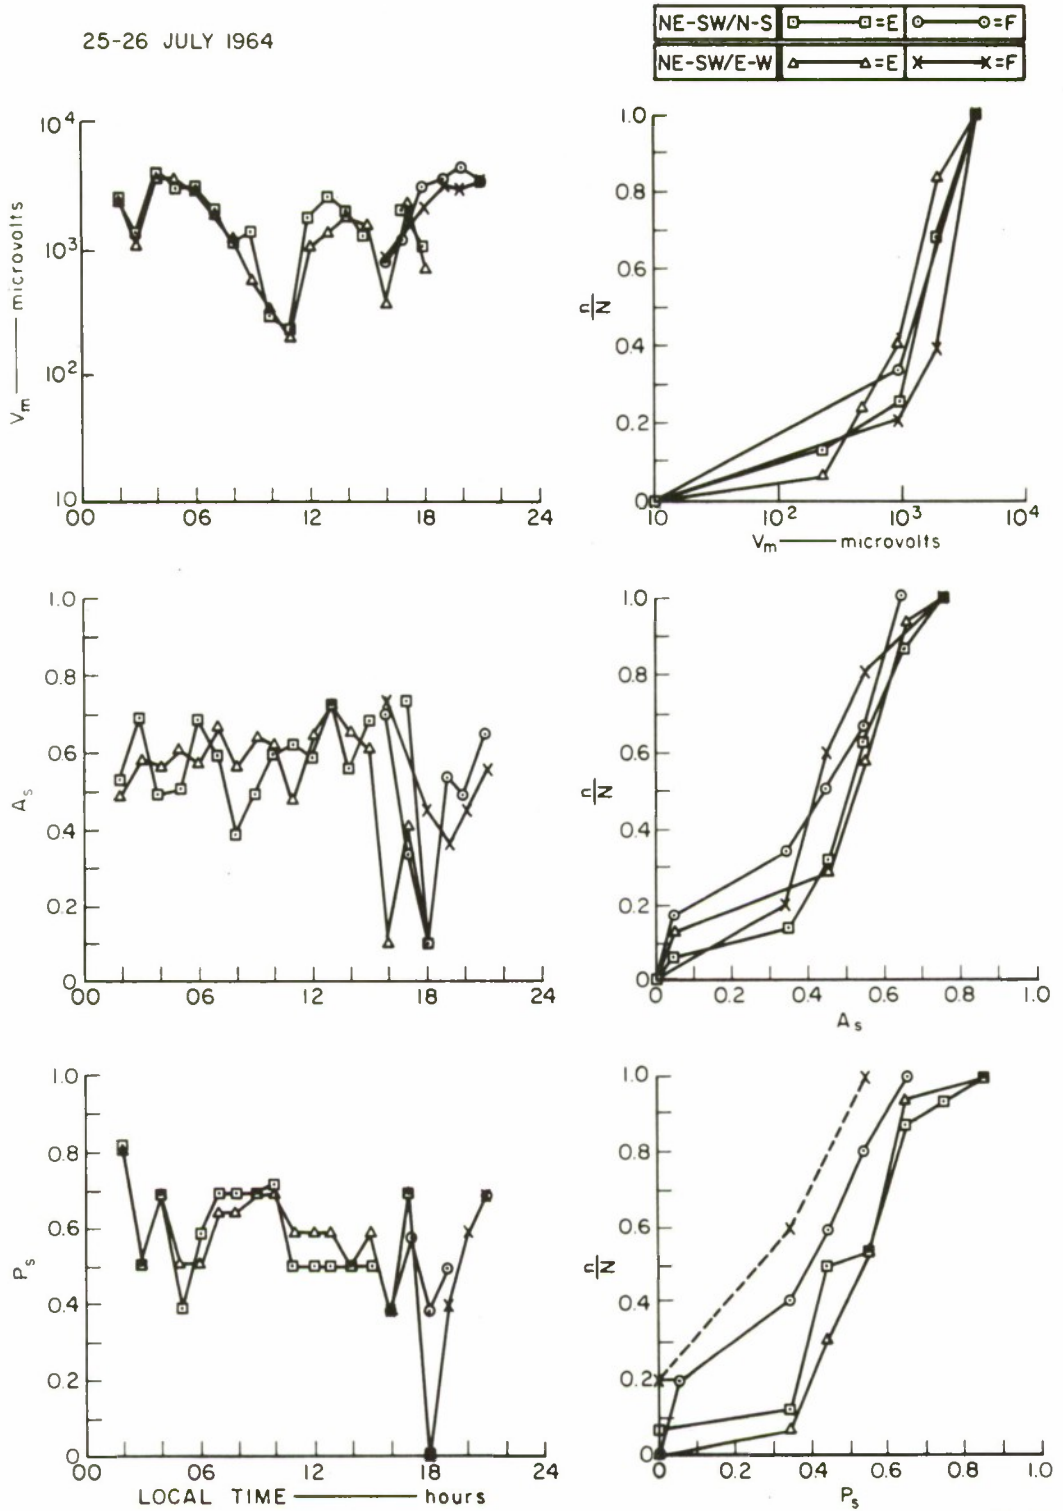 25-26 JULY 1964
NE-SW/N-S =E =F
NE-SW/E-W =E =F
10⁴
10³
10²
10
Vm — microvolts
00 06 12 18 24
1.0
0.8
0.6
0.4
0.2
0
n/N
10 10² 10³ 10⁴
Vm — microvolts
1.0
0.8
0.6
0.4
0.2
0
As
00 06 12 18 24
1.0
0.8
0.6
0.4
0.2
0
n/N
0 0.2 0.4 0.6 0.8 1.0
As
1.0
0.8
0.6
0.4
0.2
0
Ps
00 06 12 18 24
LOCAL TIME — hours
1.0
0.8
0.6
0.4
0.2
0
n/N
0 0.2 0.4 0.6 0.8 1.0
Ps